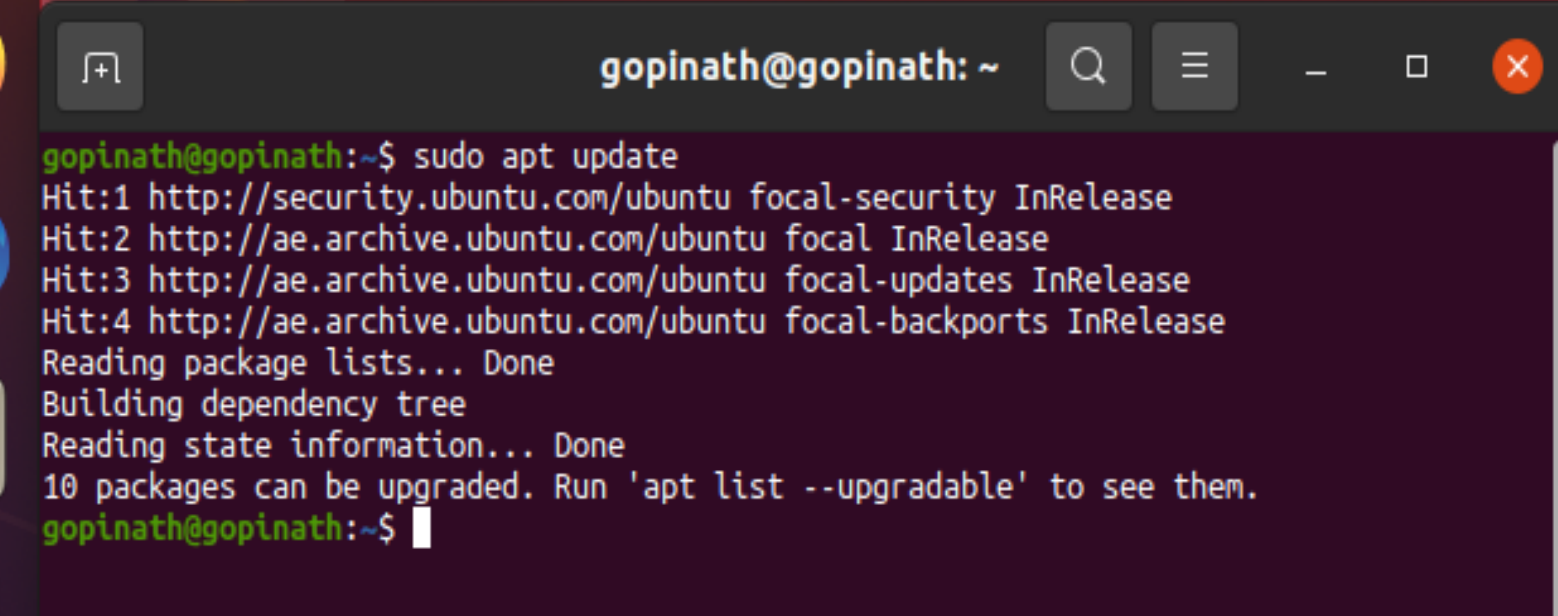 gopinath@gopinath: ~
gopinath@gopinath:~$ sudo apt update
Hit:1 http://security.ubuntu.com/ubuntu focal-security InRelease
Hit:2 http://ae.archive.ubuntu.com/ubuntu focal InRelease
Hit:3 http://ae.archive.ubuntu.com/ubuntu focal-updates InRelease
Hit:4 http://ae.archive.ubuntu.com/ubuntu focal-backports InRelease
Reading package lists... Done
Building dependency tree
Reading state information... Done
10 packages can be upgraded. Run 'apt list --upgradable' to see them.
gopinath@gopinath:~$